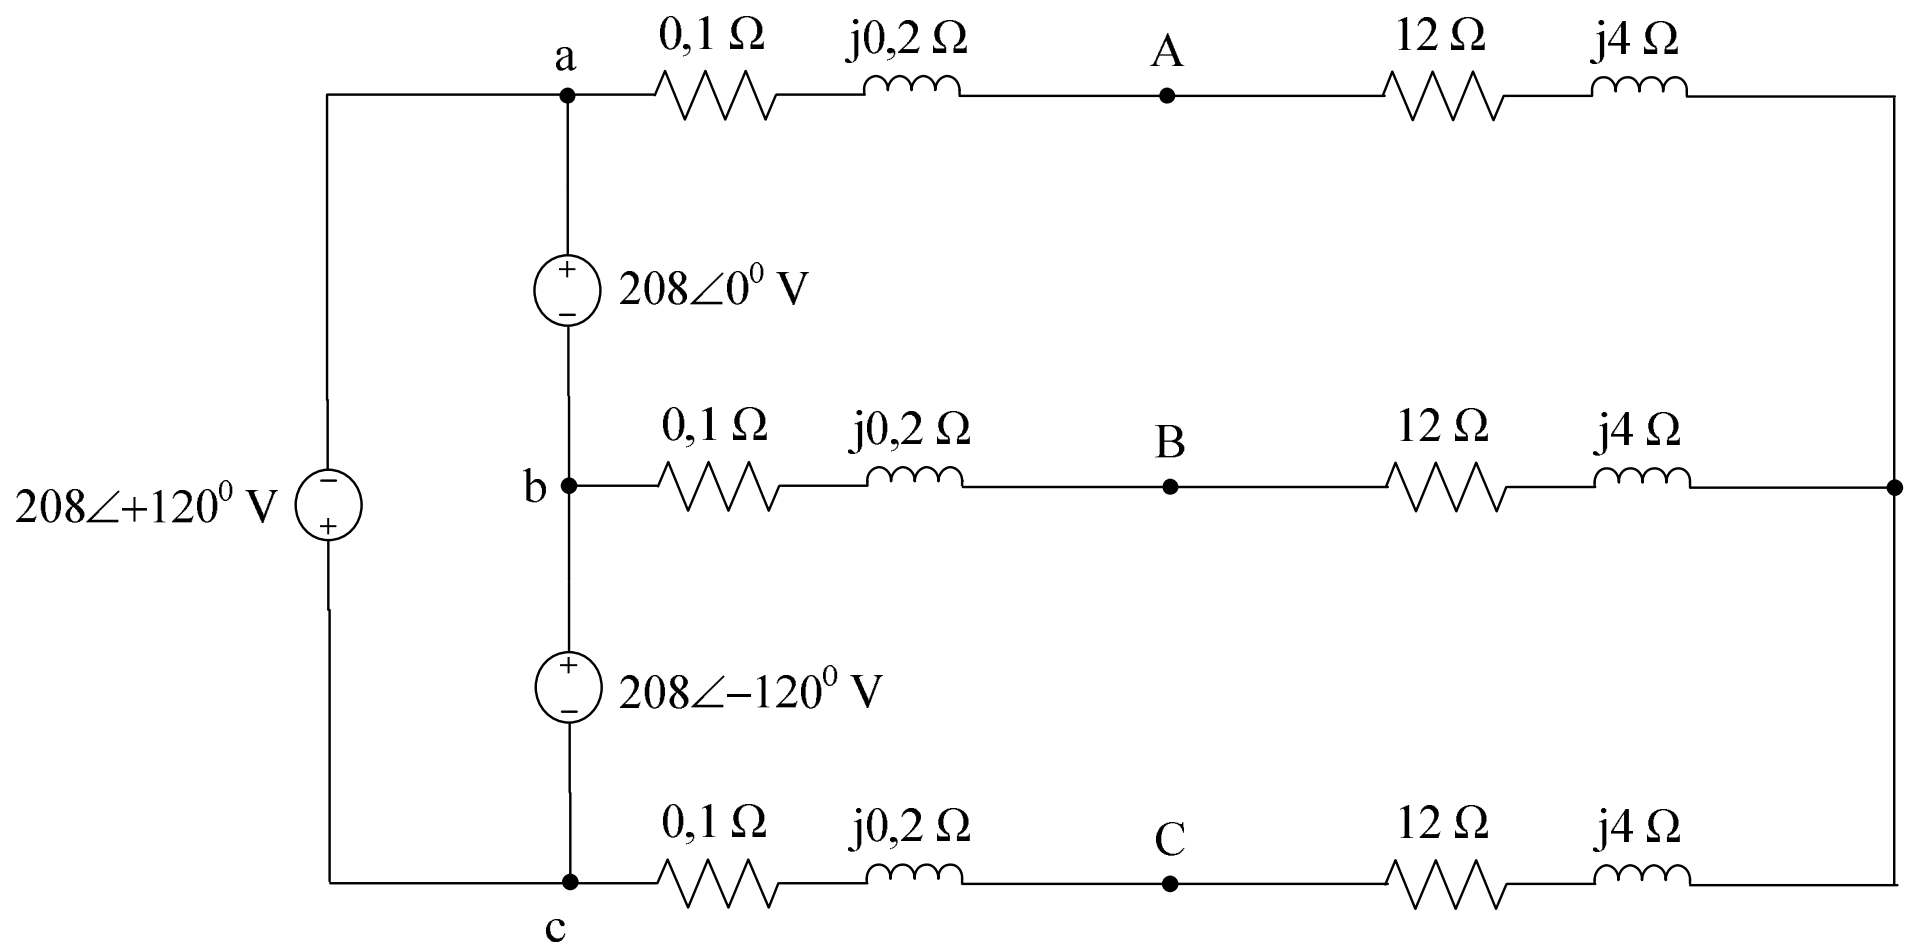 a 0,1 Ω j0,2 Ω A 12 Ω j4 Ω
+
208∠0⁰ V
−
b 0,1 Ω j0,2 Ω B 12 Ω j4 Ω
−
208∠+120⁰ V
+
+
208∠−120⁰ V
−
c 0,1 Ω j0,2 Ω C 12 Ω j4 Ω